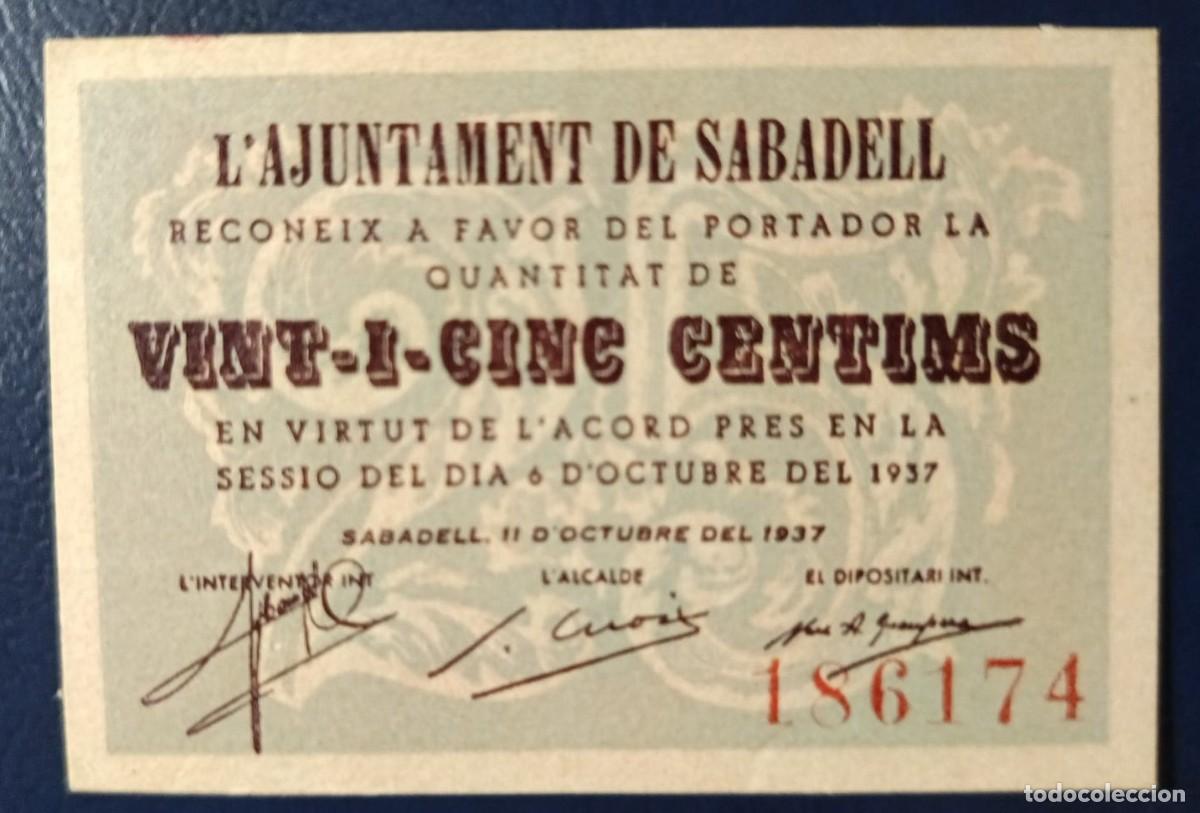 L'AJUNTAMENT DE SABADELL
RECONEIX A FAVOR DEL PORTADOR LA
QUANTITAT DE
VINT-I-CINC CENTIMS
EN VIRTUT DE L'ACORD PRES EN LA
SESSIO DEL DIA 6 D'OCTUBRE DEL 1937
SABADELL, 11 D'OCTUBRE DEL 1937
L'INTERVENTOR INT L'ALCALDE EL DIPOSITARI INT.
186174
todocoleccion